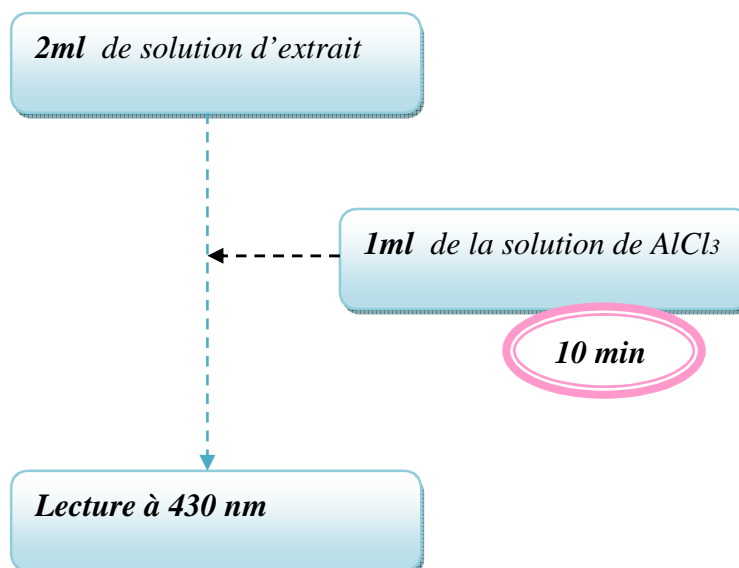 2ml de solution d’extrait
1ml de la solution de AlCl3
10 min
Lecture à 430 nm